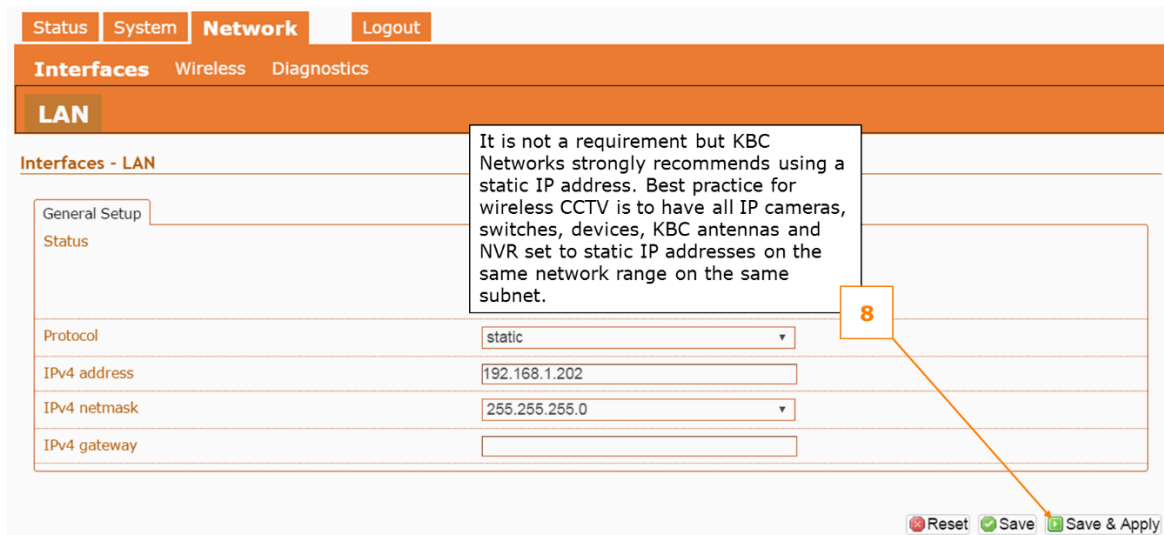 Status System Network Logout
Interfaces Wireless Diagnostics
LAN
Interfaces - LAN
It is not a requirement but KBC
Networks strongly recommends using a
static IP address. Best practice for
wireless CCTV is to have all IP cameras,
switches, devices, KBC antennas and
NVR set to static IP addresses on the
same network range on the same
subnet.
General Setup
Status
8
Protocol static
IPv4 address 192.168.1.202
IPv4 netmask 255.255.255.0
IPv4 gateway
Reset Save Save & Apply